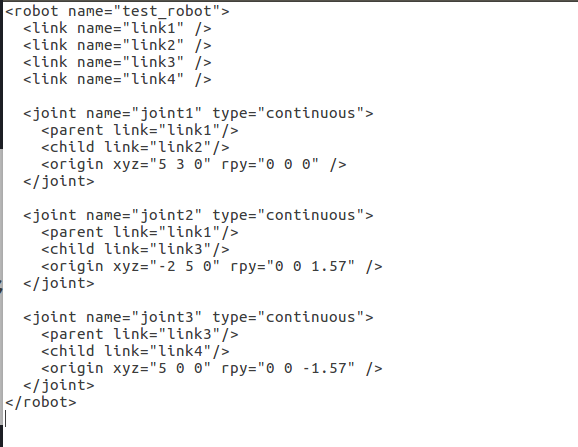 <robot name="test_robot">
  <link name="link1" />
  <link name="link2" />
  <link name="link3" />
  <link name="link4" />

  <joint name="joint1" type="continuous">
    <parent link="link1"/>
    <child link="link2"/>
    <origin xyz="5 3 0" rpy="0 0 0" />
  </joint>

  <joint name="joint2" type="continuous">
    <parent link="link1"/>
    <child link="link3"/>
    <origin xyz="-2 5 0" rpy="0 0 1.57" />
  </joint>

  <joint name="joint3" type="continuous">
    <parent link="link3"/>
    <child link="link4"/>
    <origin xyz="5 0 0" rpy="0 0 -1.57" />
  </joint>
</robot>